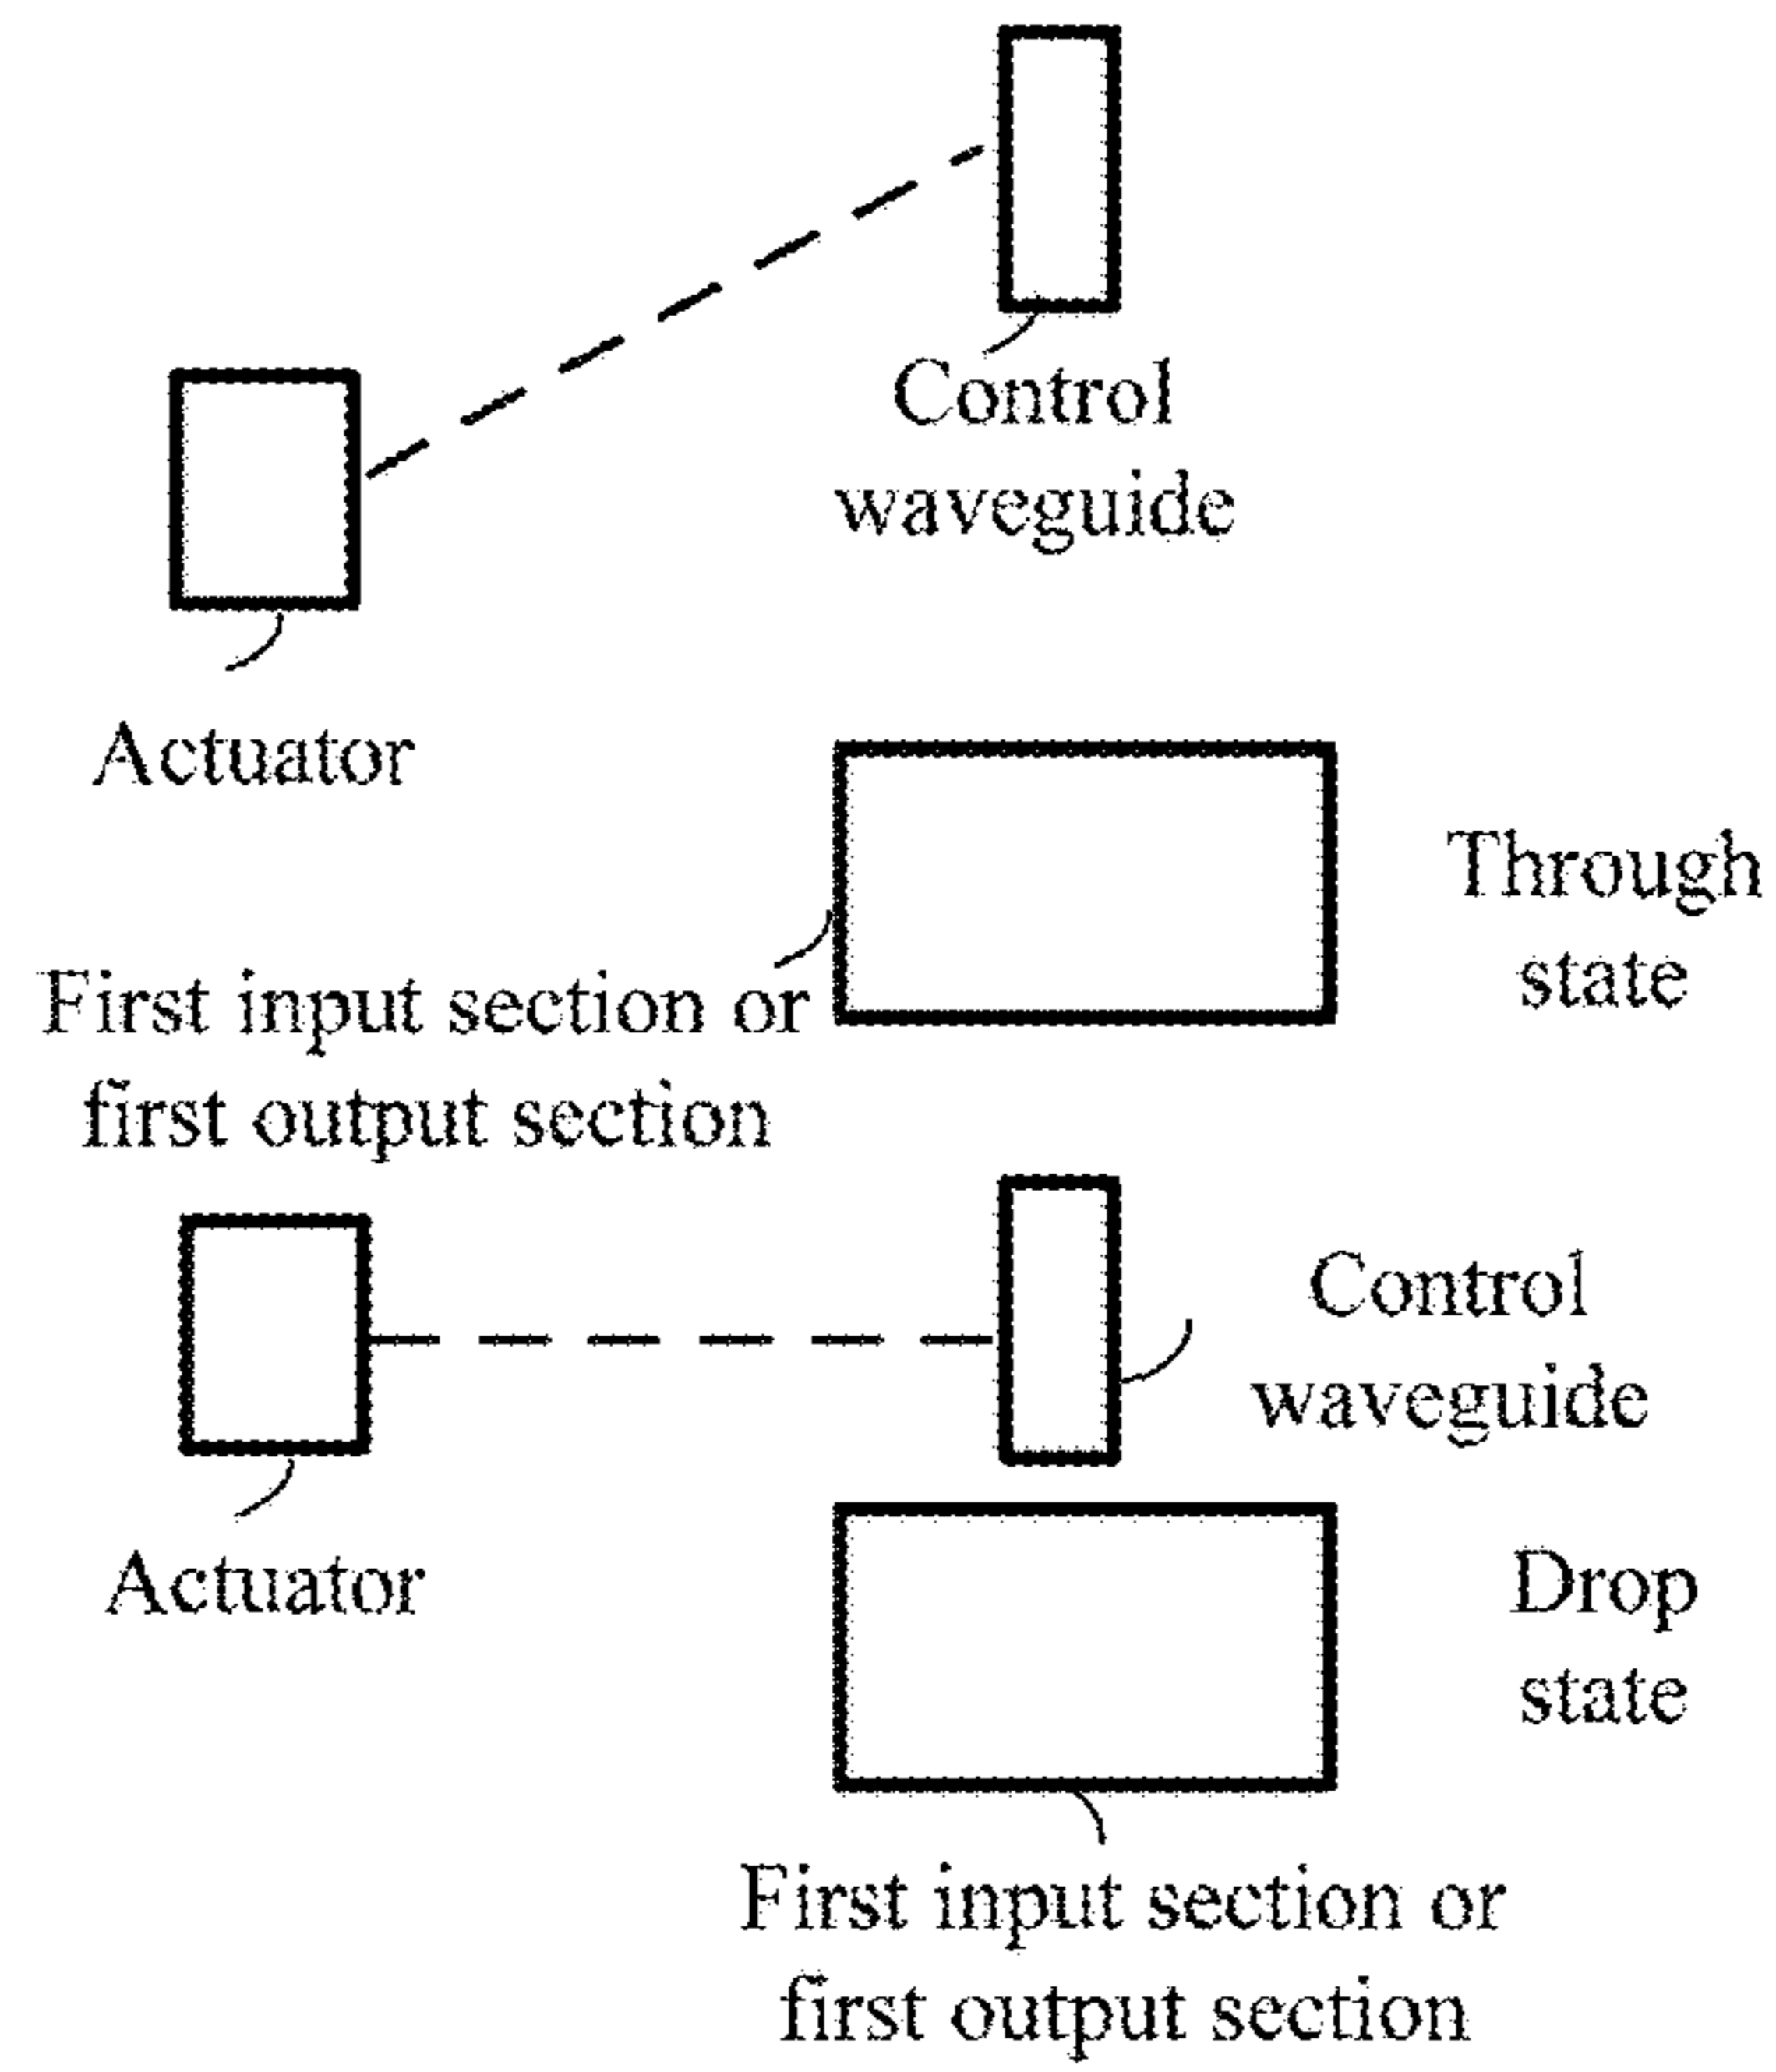 Control
waveguide
Actuator
Through
state
First input section or
first output section
Control
waveguide
Actuator
Drop
state
First input section or
first output section